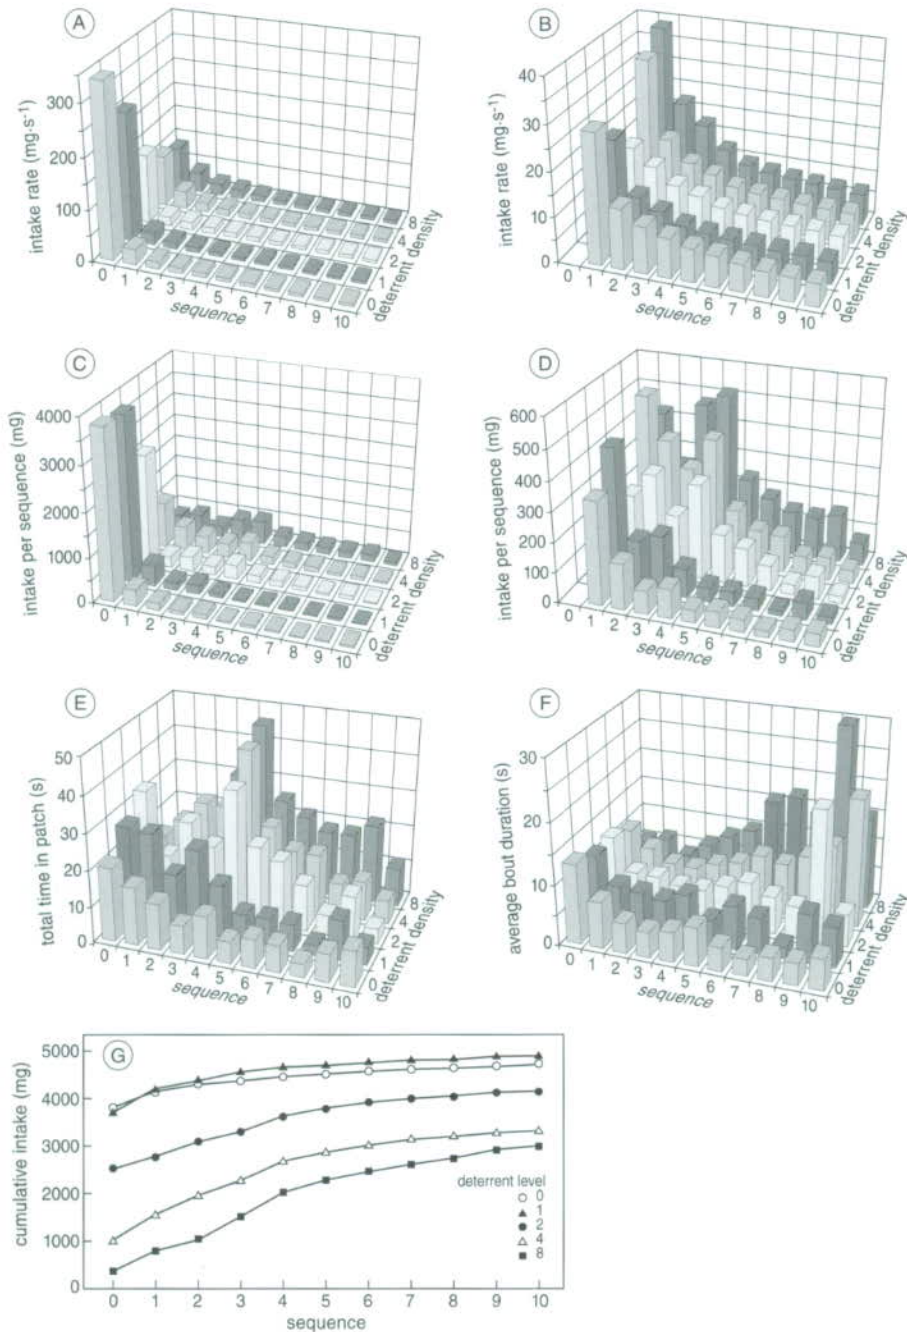 A
intake rate (mg·s⁻¹)
300
200
100
0
0 1 2 3 4 5 6 7 8 9 10
sequence
0 1 2 4 8
deterrent density
B
intake rate (mg·s⁻¹)
40
30
20
10
0
0 1 2 3 4 5 6 7 8 9 10
sequence
0 1 2 4 8
deterrent density
C
intake per sequence (mg)
4000
3000
2000
1000
0
0 1 2 3 4 5 6 7 8 9 10
sequence
0 1 2 4 8
deterrent density
D
intake per sequence (mg)
600
500
400
300
200
100
0
0 1 2 3 4 5 6 7 8 9 10
sequence
0 1 2 4 8
deterrent density
E
total time in patch (s)
50
40
30
20
10
0
0 1 2 3 4 5 6 7 8 9 10
sequence
0 1 2 4 8
deterrent density
F
average bout duration (s)
30
20
10
0
0 1 2 3 4 5 6 7 8 9 10
sequence
0 1 2 4 8
deterrent density
G
cumulative intake (mg)
5000
4000
3000
2000
1000
0
deterrent level
0
1
2
4
8
0 1 2 3 4 5 6 7 8 9 10
sequence